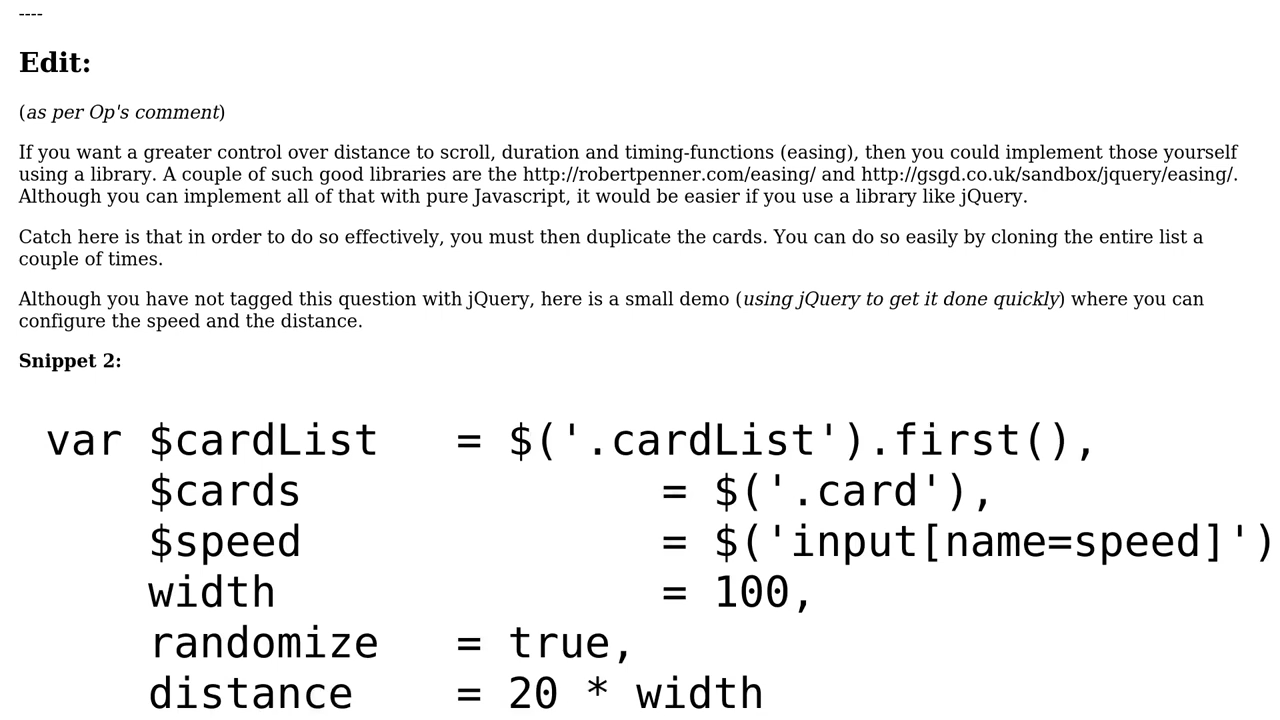 ----
Edit:
(as per Op's comment)
If you want a greater control over distance to scroll, duration and timing-functions (easing), then you could implement those yourself
using a library. A couple of such good libraries are the http://robertpenner.com/easing/ and http://gsgd.co.uk/sandbox/jquery/easing/.
Although you can implement all of that with pure Javascript, it would be easier if you use a library like jQuery.
Catch here is that in order to do so effectively, you must then duplicate the cards. You can do so easily by cloning the entire list a
couple of times.
Although you have not tagged this question with jQuery, here is a small demo (using jQuery to get it done quickly) where you can
configure the speed and the distance.
Snippet 2:
var $cardList   = $('.cardList').first(),
    $cards              = $('.card'),
    $speed              = $('input[name=speed]')
    width               = 100,
    randomize   = true,
    distance    = 20 * width